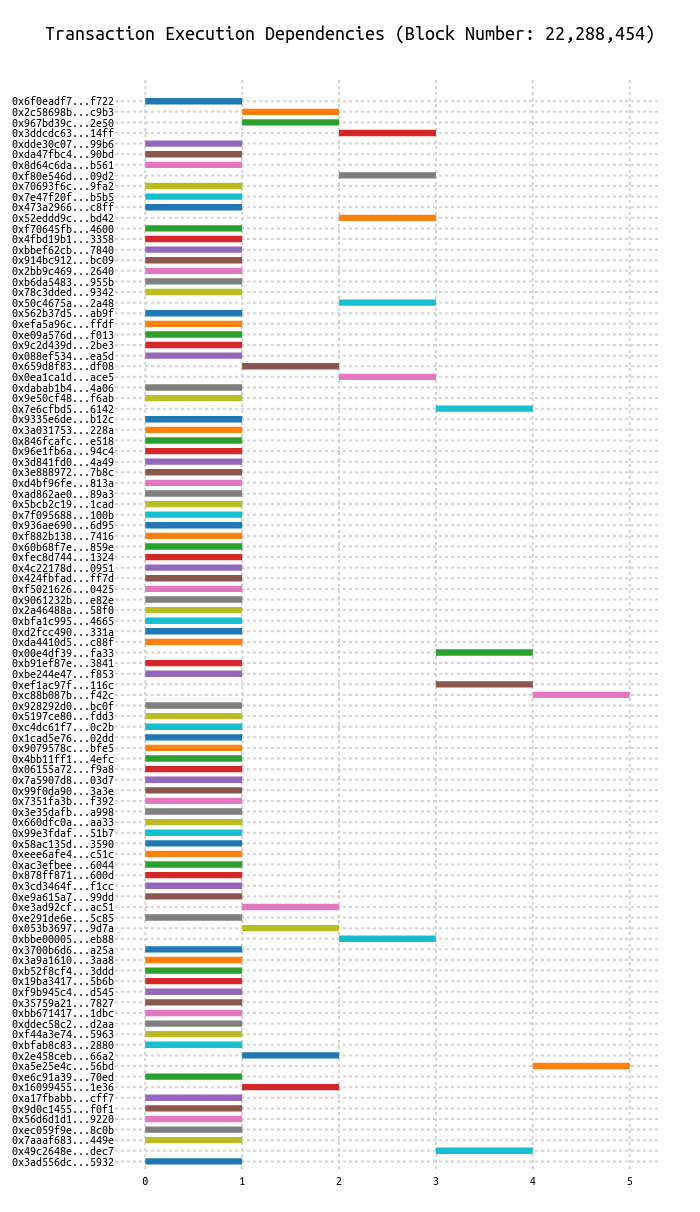 Transaction Execution Dependencies (Block Number: 22,288,454)
0x6f0eadf7...f722
0x2c58698b...c9b3
0x967bd39c...2e50
0x3ddcdc63...14ff
0xdde30c07...99b6
0xda47fbc4...90bd
0x8d64c6da...b561
0xf80e546d...09d2
0x70693f6c...9fa2
0x7e47f20f...b5b5
0x473a2966...c8ff
0x52eddd9c...bd42
0xf70645fb...4600
0x4fbd19b1...3358
0xbbef62cb...7840
0x914bc912...bc09
0x2bb9c469...2640
0xb6da5483...955b
0x78c3dded...9342
0x50c4675a...2a48
0x562b37d5...ab9f
0xefa5a96c...ffdf
0xe09a576d...f013
0x9c2d439d...2be3
0x088ef534...ea5d
0x659d8f83...df08
0x0ea1ca1d...ace5
0xdabab1b4...4a06
0x9e50cf48...f6ab
0x7e6cfbd5...6142
0x9335e6de...b12c
0x3a031753...228a
0x846fcafc...e518
0x96e1fb6a...94c4
0x3d841fd0...4a49
0x3e888972...7b8c
0xd4bf96fe...813a
0xad862ae0...89a3
0x5bcb2c19...1cad
0x7f095688...100b
0x936ae690...6d95
0xf882b138...7416
0x60b68f7e...859e
0xfec8d744...1324
0x4c22178d...0951
0x424fbfad...ff7d
0xf5021626...0425
0x9061232b...e82e
0x2a46488a...58f0
0xbfa1c995...4665
0xd2fcc490...331a
0xda4410d5...c88f
0x00e4df39...fa33
0xb91ef87e...3841
0xbe244e47...f853
0xef1ac97f...116c
0xc88b087b...f42c
0x928292d0...bc0f
0x5197ce80...fdd3
0xc4dc61f7...0c2b
0x1cad5e76...02dd
0x9079578c...bfe5
0x4bb11ff1...4efc
0x06155a72...f9a8
0x7a5907d8...03d7
0x99f0da90...3a3e
0x7351fa3b...f392
0x3e35dafb...a998
0x660dfc0a...aa33
0x99e3fdaf...51b7
0x58ac135d...3590
0xeee6afe4...c51c
0xac3efbee...6044
0x878ff871...600d
0x3cd3464f...f1cc
0xe9a615a7...99dd
0xe3ad92cf...ac51
0xe291de6e...5c85
0x053b3697...9d7a
0xbbe00005...eb88
0x3700b6d6...a25a
0x3a9a1610...3aa8
0xb52f8cf4...3ddd
0x19ba3417...5b6b
0xf9b945c4...d545
0x35759a21...7827
0xbb671417...1dbc
0xddec58c2...d2aa
0xf44a3e74...5963
0xbfab8c83...2880
0x2e458ceb...66a2
0xa5e25e4c...56bd
0xe6c91a39...70ed
0x16099455...1e36
0xa17fbabb...cff7
0x9d0c1455...f0f1
0x56d6d1d1...9220
0xec059f9e...8c0b
0x7aaaf683...449e
0x49c2648e...dec7
0x3ad556dc...5932
0 1 2 3 4 5